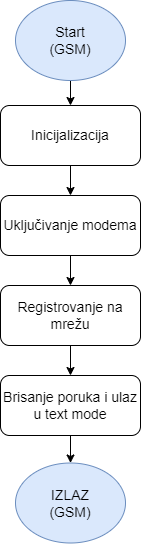 Start
(GSM)
Inicijalizacija
Uključivanje modema
Registrovanje na
mrežu
Brisanje poruka i ulaz
u text mode
IZLAZ
(GSM)